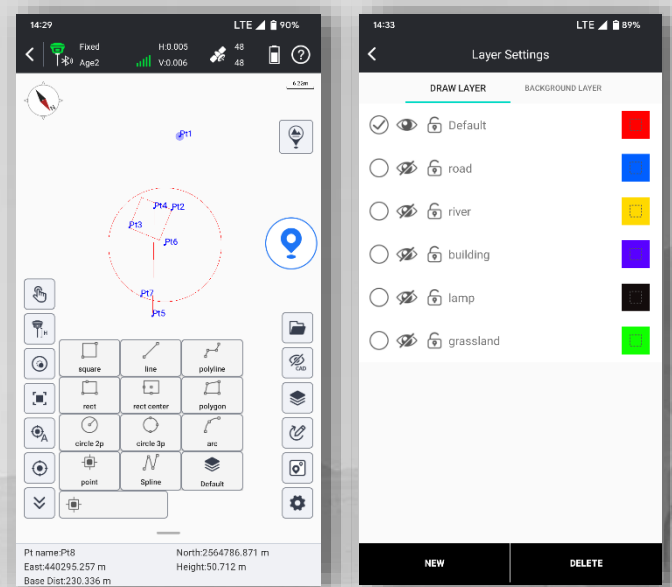 14:29 LTE 90%
Fixed H:0.005 48
Age2 V:0.006 48
6.22m
N
Pt1
Pt4 Pt2
Pt3
Pt6
Pt7
Pt5
H
square line polyline
CAD
rect rect center polygon
A
circle 2p circle 3p arc
point Spline Default
Pt name:Pt8 North:2564786.871 m
East:440295.257 m Height:50.712 m
Base Dist:230.336 m
14:33 LTE 89%
Layer Settings
DRAW LAYER BACKGROUND LAYER
Default
road
river
building
lamp
grassland
NEW DELETE